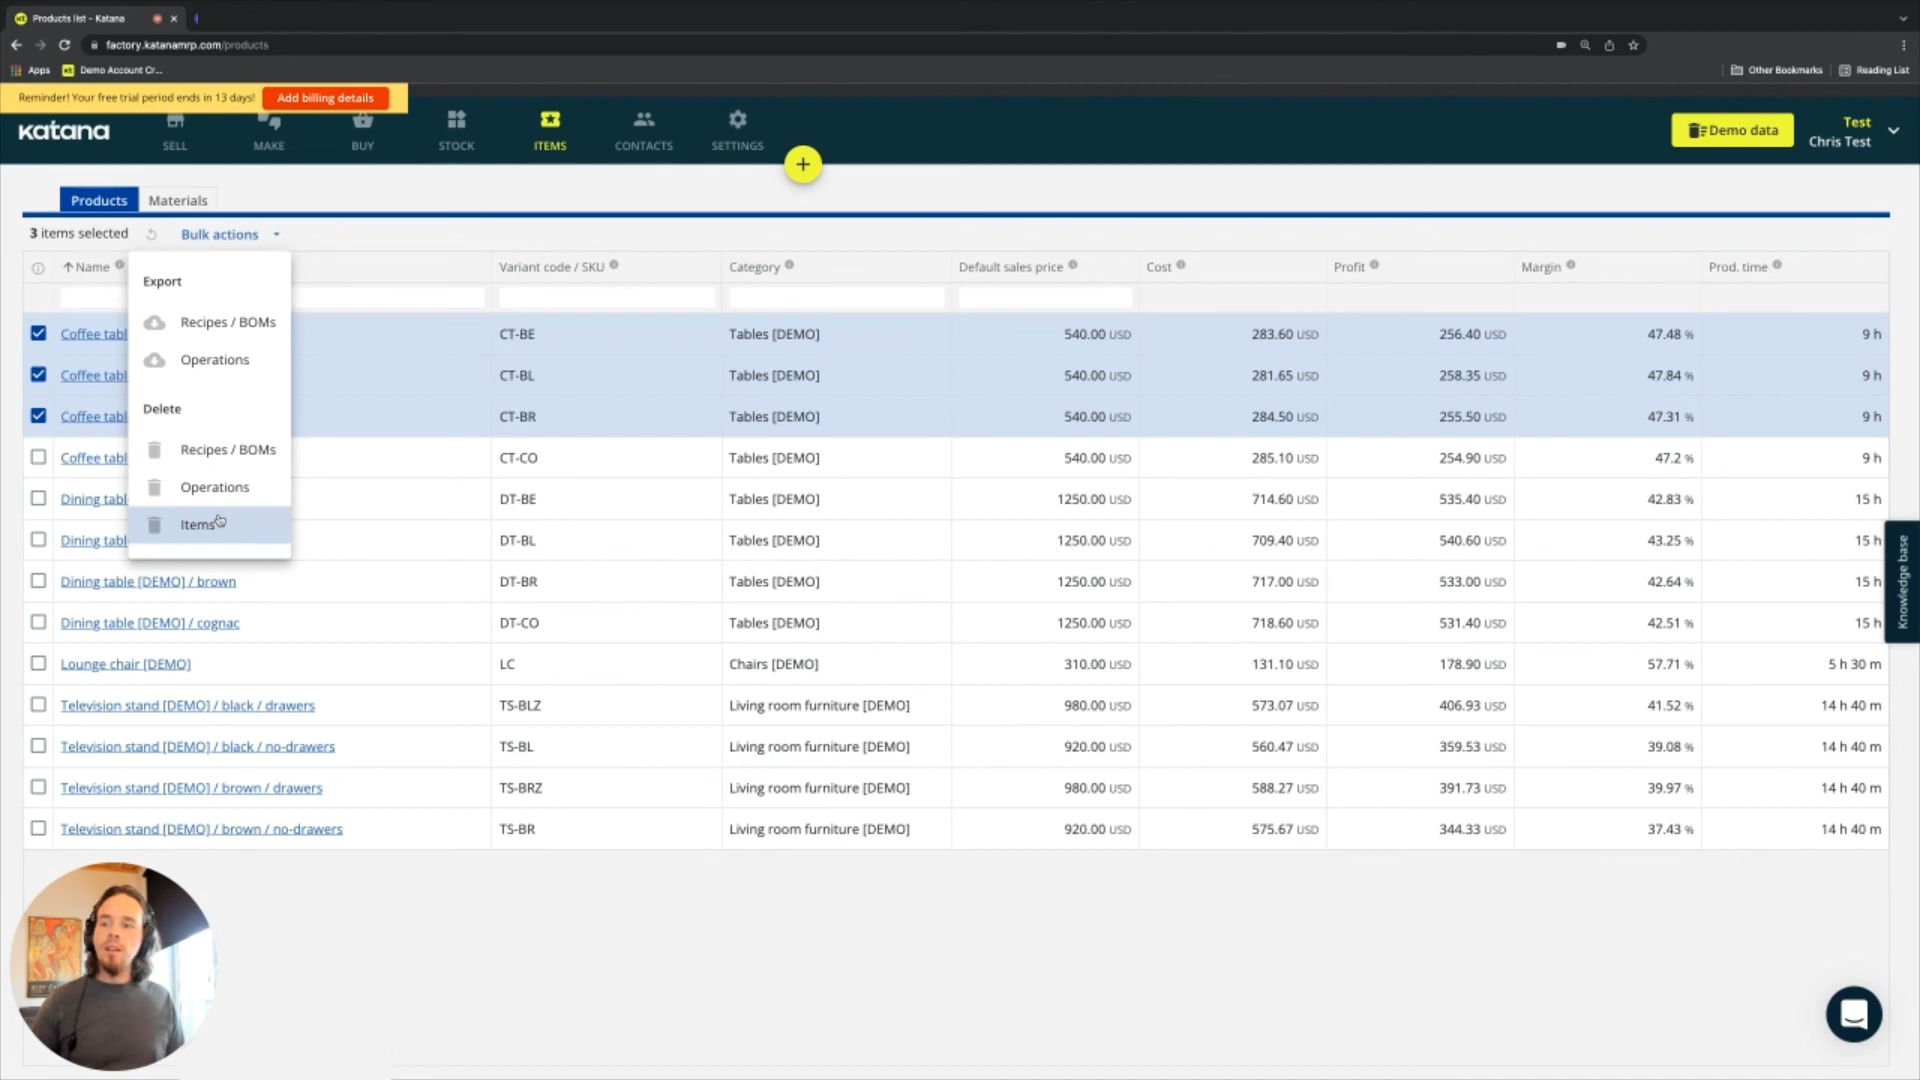 Products list – Katana
factory.katanamrp.com/products
Apps
Demo Account Cr...
Other Bookmarks
Reading List
Reminder! Your free trial period ends in 13 days!
Add billing details
katana
SELL
MAKE
BUY
STOCK
ITEMS
CONTACTS
SETTINGS
+
Demo data
Test
Chris Test
Products
Materials
3 items selected
Bulk actions
Name
Variant code / SKU
Category
Default sales price
Cost
Profit
Margin
Prod. time
Export
Recipes / BOMs
Operations
Delete
Recipes / BOMs
Operations
Items
Coffee tabl CT-BE Tables [DEMO] 540.00 USD 283.60 USD 256.40 USD 47.48 % 9 h
Coffee tabl CT-BL Tables [DEMO] 540.00 USD 281.65 USD 258.35 USD 47.84 % 9 h
Coffee tabl CT-BR Tables [DEMO] 540.00 USD 284.50 USD 255.50 USD 47.31 % 9 h
Coffee tabl CT-CO Tables [DEMO] 540.00 USD 285.10 USD 254.90 USD 47.2 % 9 h
Dining tabl DT-BE Tables [DEMO] 1250.00 USD 714.60 USD 535.40 USD 42.83 % 15 h
Dining tabl DT-BL Tables [DEMO] 1250.00 USD 709.40 USD 540.60 USD 43.25 % 15 h
Dining table [DEMO] / brown DT-BR Tables [DEMO] 1250.00 USD 717.00 USD 533.00 USD 42.64 % 15 h
Dining table [DEMO] / cognac DT-CO Tables [DEMO] 1250.00 USD 718.60 USD 531.40 USD 42.51 % 15 h
Lounge chair [DEMO] LC Chairs [DEMO] 310.00 USD 131.10 USD 178.90 USD 57.71 % 5 h 30 m
Television stand [DEMO] / black / drawers TS-BLZ Living room furniture [DEMO] 980.00 USD 573.07 USD 406.93 USD 41.52 % 14 h 40 m
Television stand [DEMO] / black / no-drawers TS-BL Living room furniture [DEMO] 920.00 USD 560.47 USD 359.53 USD 39.08 % 14 h 40 m
Television stand [DEMO] / brown / drawers TS-BRZ Living room furniture [DEMO] 980.00 USD 588.27 USD 391.73 USD 39.97 % 14 h 40 m
Television stand [DEMO] / brown / no-drawers TS-BR Living room furniture [DEMO] 920.00 USD 575.67 USD 344.33 USD 37.43 % 14 h 40 m
Knowledge base